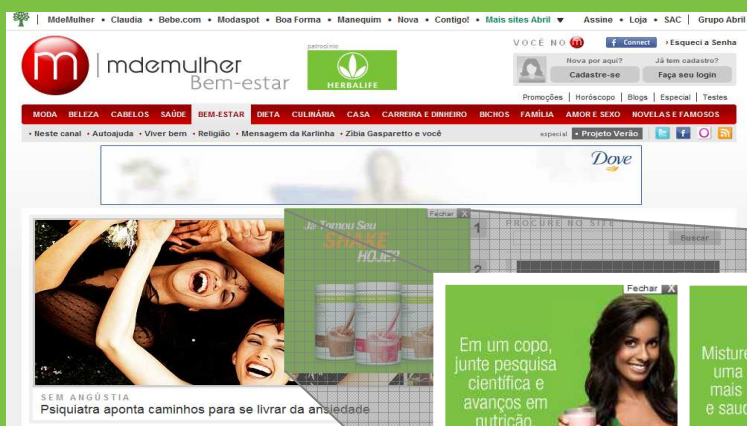 MdeMulher • Claudia • Bebe.com • Modaspot • Boa Forma • Manequim • Nova • Contigo! • Mais sites Abril ▼ Assine • Loja • SAC | Grupo Abril
m | mdemulher
Bem-estar
patrocínio
HERBALIFE
VOCÊ NO m
f Connect
› Esqueci a Senha
Nova por aqui?
Cadastre-se
Já tem cadastro?
Faça seu login
Promoções | Horóscopo | Blogs | Especial | Testes
MODA BELEZA CABELOS SAÚDE BEM-ESTAR DIETA CULINÁRIA CASA CARREIRA E DINHEIRO BICHOS FAMÍLIA AMOR E SEXO NOVELAS E FAMOSOS
• Neste canal • Autoajuda • Viver bem • Religião • Mensagem da Karlinha • Zibia Gasparetto e você
especial • Projeto Verão
Dove
Fechar X
Já Tomou Seu
SHAKE
HOJE?
1
2
PROCURE NO SITE
Buscar
SEM ANGÚSTIA
Psiquiatra aponta caminhos para se livrar da ansiedade
Fechar X
Em um copo,
junte pesquisa
científica e
avanços em
nutrição.
Misture
uma
mais
e saud